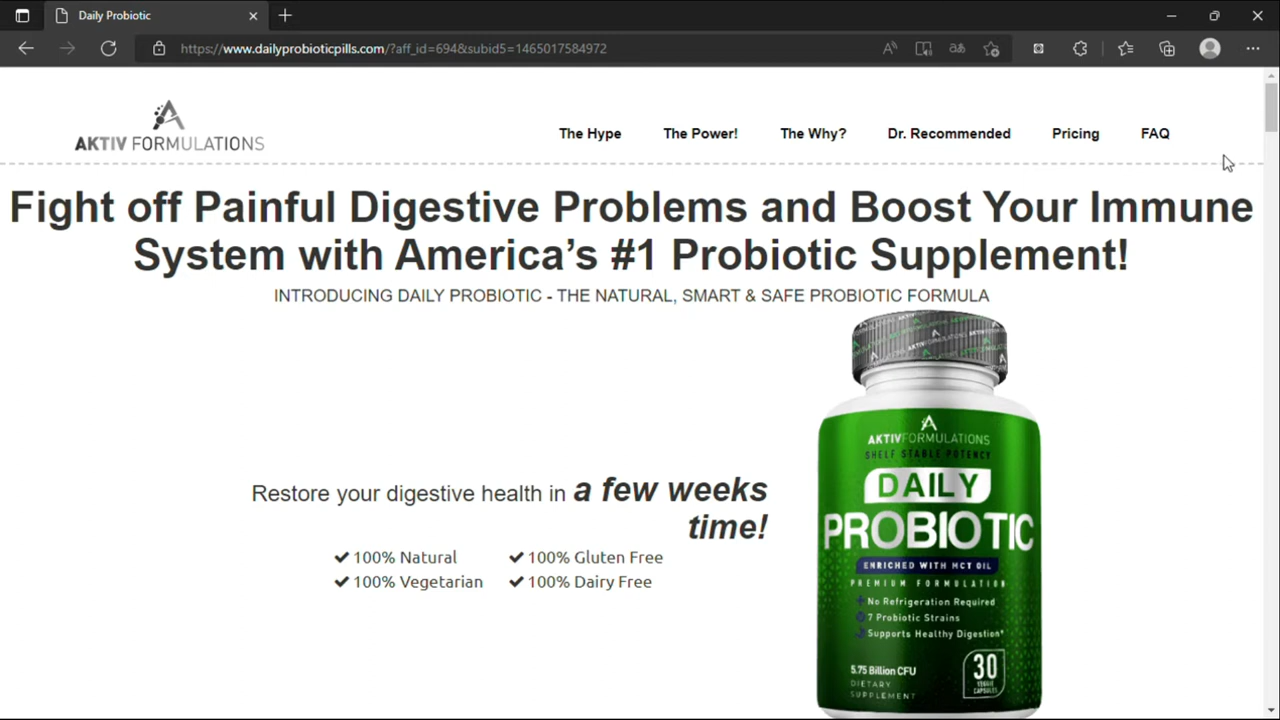 Daily Probiotic
https://www.dailyprobioticpills.com/?aff_id=694&subid5=1465017584972
AKTIV FORMULATIONS
The Hype The Power! The Why? Dr. Recommended Pricing FAQ
Fight off Painful Digestive Problems and Boost Your Immune
System with America’s #1 Probiotic Supplement!
INTRODUCING DAILY PROBIOTIC - THE NATURAL, SMART & SAFE PROBIOTIC FORMULA
Restore your digestive health in a few weeks
time!
✔ 100% Natural ✔ 100% Gluten Free
✔ 100% Vegetarian ✔ 100% Dairy Free
AKTIVFORMULATIONS
SHELF STABLE POTENCY
DAILY
PROBIOTIC
ENRICHED WITH MCT OIL
PREMIUM FORMULATION
No Refrigeration Required
7 Probiotic Strains
Supports Healthy Digestion*
5.75 Billion CFU
DIETARY
SUPPLEMENT
30
VEGGIE
CAPSULES